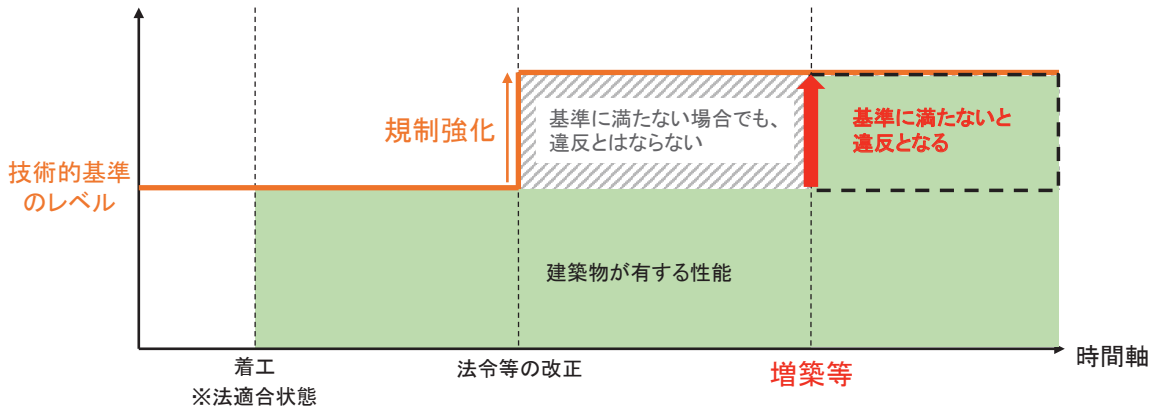 規制強化
基準に満たない場合でも、
違反とはならない
基準に満たないと
違反となる
技術的基準
のレベル
建築物が有する性能
着工
※法適合状態
法令等の改正
増築等
時間軸